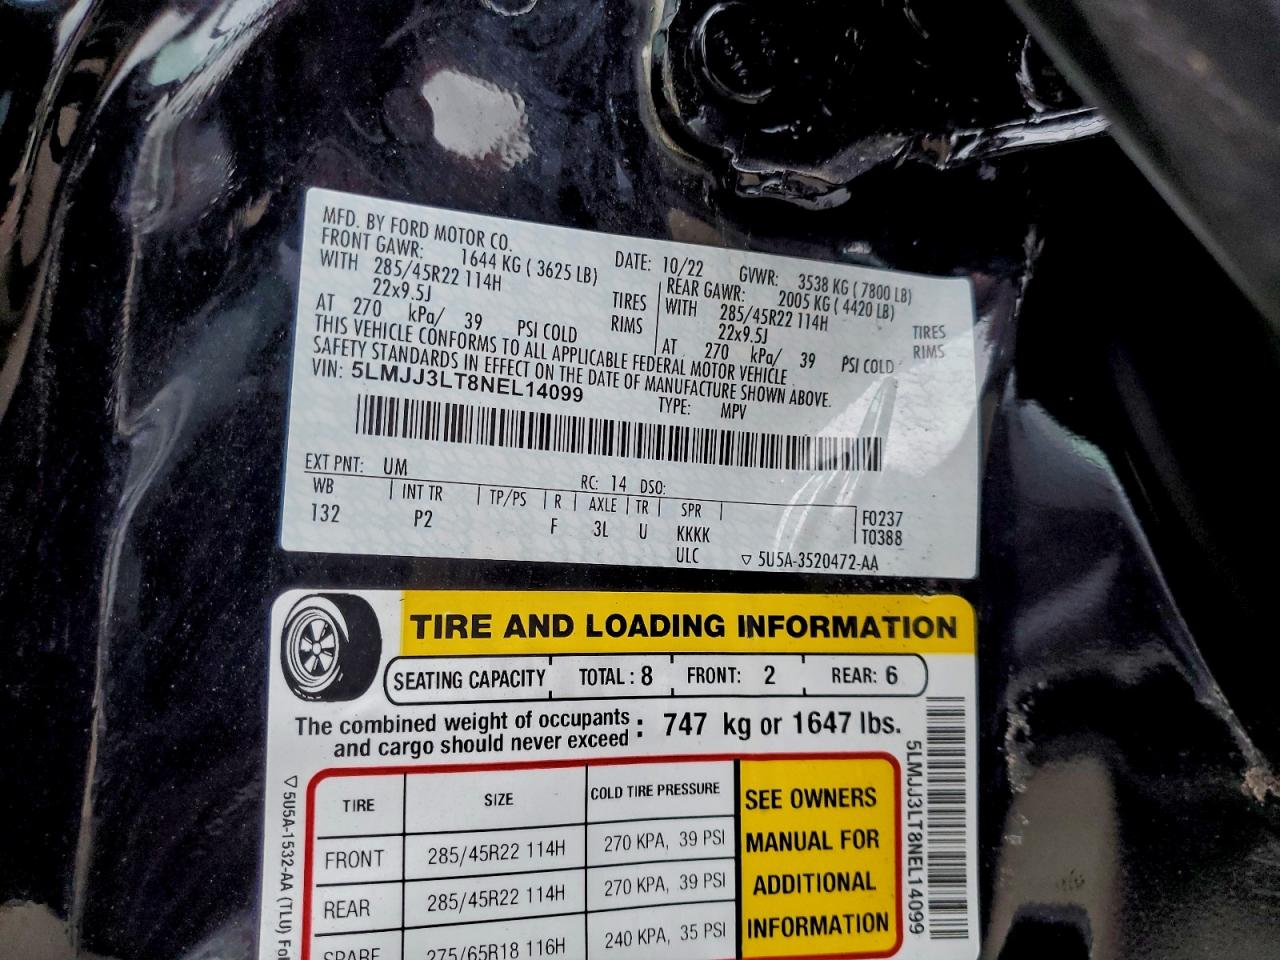 MFD. BY FORD MOTOR CO.
DATE: 10/22 GVWR: 3538 KG ( 7800 LB)
FRONT GAWR: 1644 KG ( 3625 LB)
WITH 285/45R22 114H TIRES
22x9.5J RIMS
AT 270 kPa/ 39 PSI COLD
REAR GAWR: 2005 KG ( 4420 LB)
WITH 285/45R22 114H TIRES
22x9.5J RIMS
AT 270 kPa/ 39 PSI COLD
THIS VEHICLE CONFORMS TO ALL APPLICABLE FEDERAL MOTOR VEHICLE
SAFETY STANDARDS IN EFFECT ON THE DATE OF MANUFACTURE SHOWN ABOVE.
VIN: 5LMJJ3LT8NEL14099
TYPE: MPV
EXT PNT: UM RC: 14 DSO:
WB INT TR TP/PS R AXLE TR SPR
132 P2 F 3L U KKKK
ULC
F0237
T0388
▽ 5U5A-3520472-AA
TIRE AND LOADING INFORMATION
SEATING CAPACITY TOTAL : 8 FRONT: 2 REAR: 6
The combined weight of occupants
and cargo should never exceed : 747 kg or 1647 lbs.
TIRE SIZE COLD TIRE PRESSURE
FRONT 285/45R22 114H 270 KPA, 39 PSI
REAR 285/45R22 114H 270 KPA, 39 PSI
SPARE 275/65R18 116H 240 KPA, 35 PSI
SEE OWNERS
MANUAL FOR
ADDITIONAL
INFORMATION
5LMJJ3LT8NEL14099
▽ 5U5A-1532-AA (TLU)